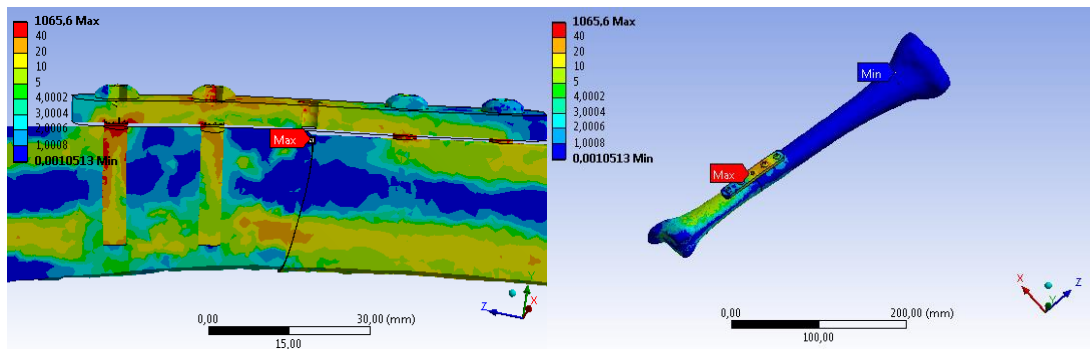 1065,6 Max
40
20
10
5
4,0002
3,0004
2,0006
1,0008
0,0010513 Min
Max
Y
X
Z
0,00
30,00 (mm)
15,00
1065,6 Max
40
20
10
5
4,0002
3,0004
2,0006
1,0008
0,0010513 Min
Min
Max
X
Y
Z
0,00
200,00 (mm)
100,00